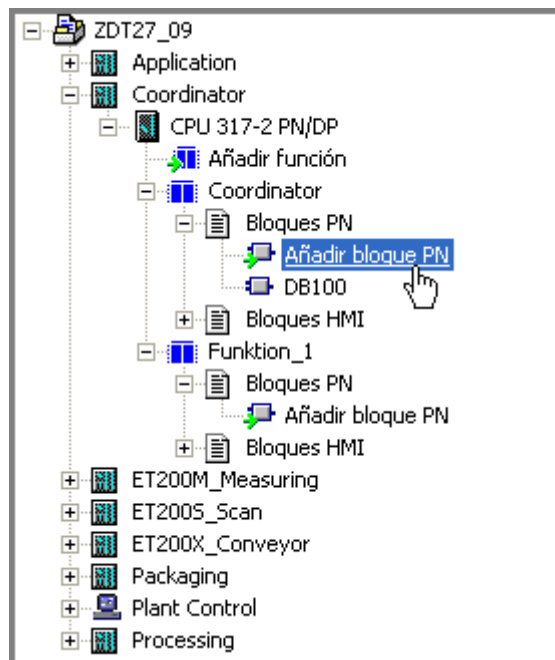 ZDT27_09
Application
Coordinator
CPU 317-2 PN/DP
Añadir función
Coordinator
Bloques PN
Añadir bloque PN
DB100
Bloques HMI
Funktion_1
Bloques PN
Añadir bloque PN
Bloques HMI
ET200M_Measuring
ET200S_Scan
ET200X_Conveyor
Packaging
Plant Control
Processing